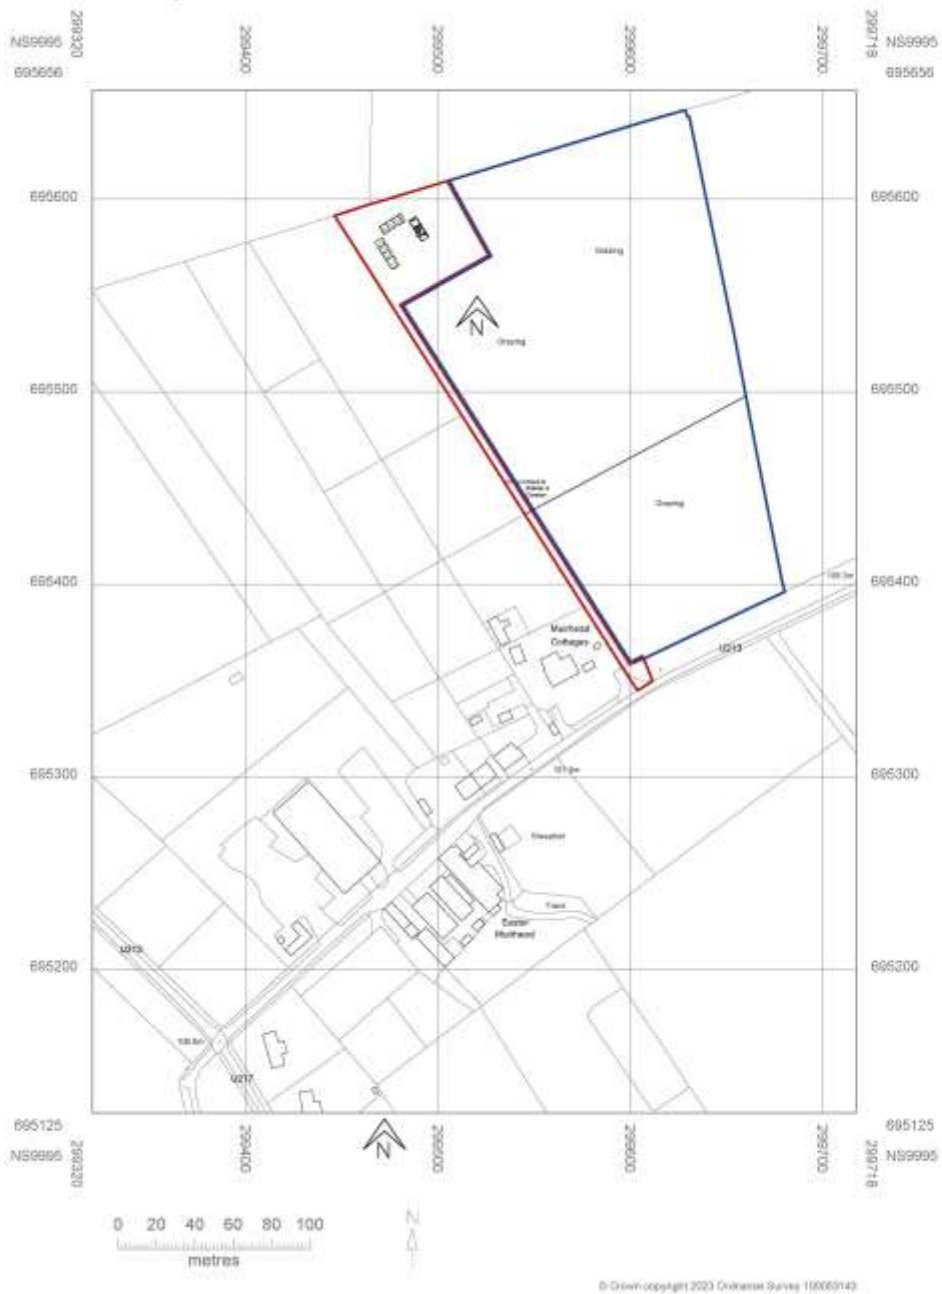 299320
299400
299500
299600
299700
299718
NS9995
NS9995
695656
695656
695600
695600
Grazing
N
Grazing
695500
695500
Grazing
695400
695400
Muirhead
Cottages
U213
695300
695300
Sheepdip
Track
Easter
Muirhead
U213
695200
695200
U217
695125
695125
NS9995
NS9995
299320
299400
N
299500
299600
299700
299718
0 20 40 60 80 100
metres
N
© Crown copyright 2023 Ordnance Survey 100053143